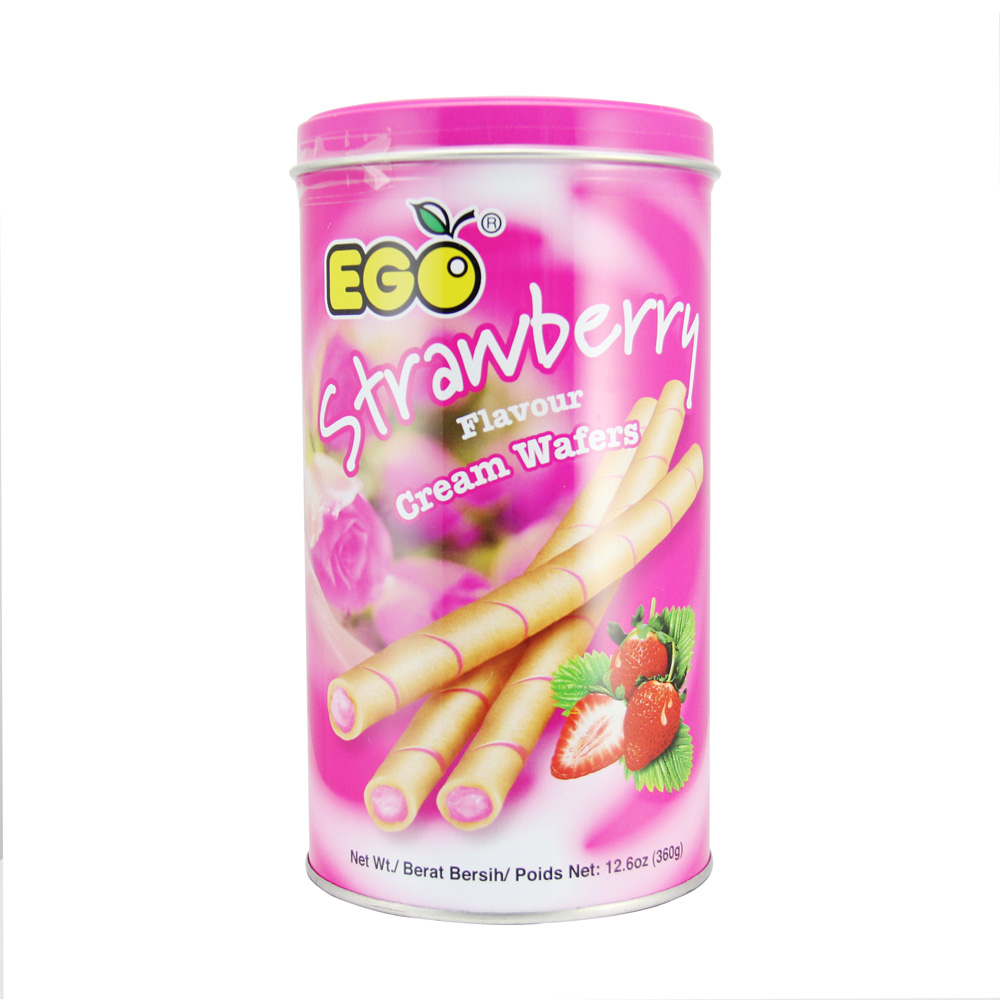 EGO ®
Strawberry
Flavour
Cream Wafers
Net Wt./ Berat Bersih/ Poids Net: 12.6oz (360g)